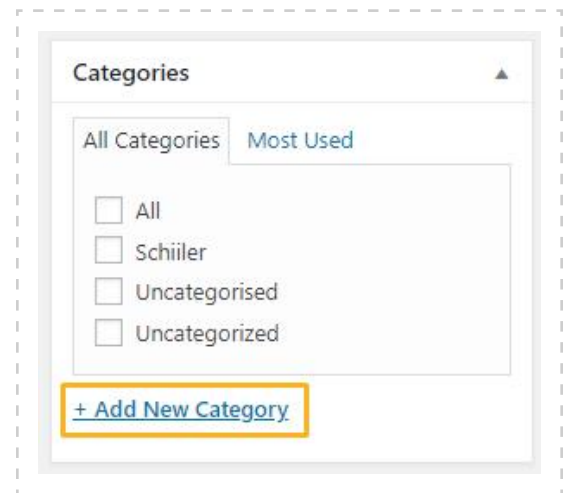 Categories
All Categories Most Used
All
Schiiler
Uncategorised
Uncategorized
+ Add New Category